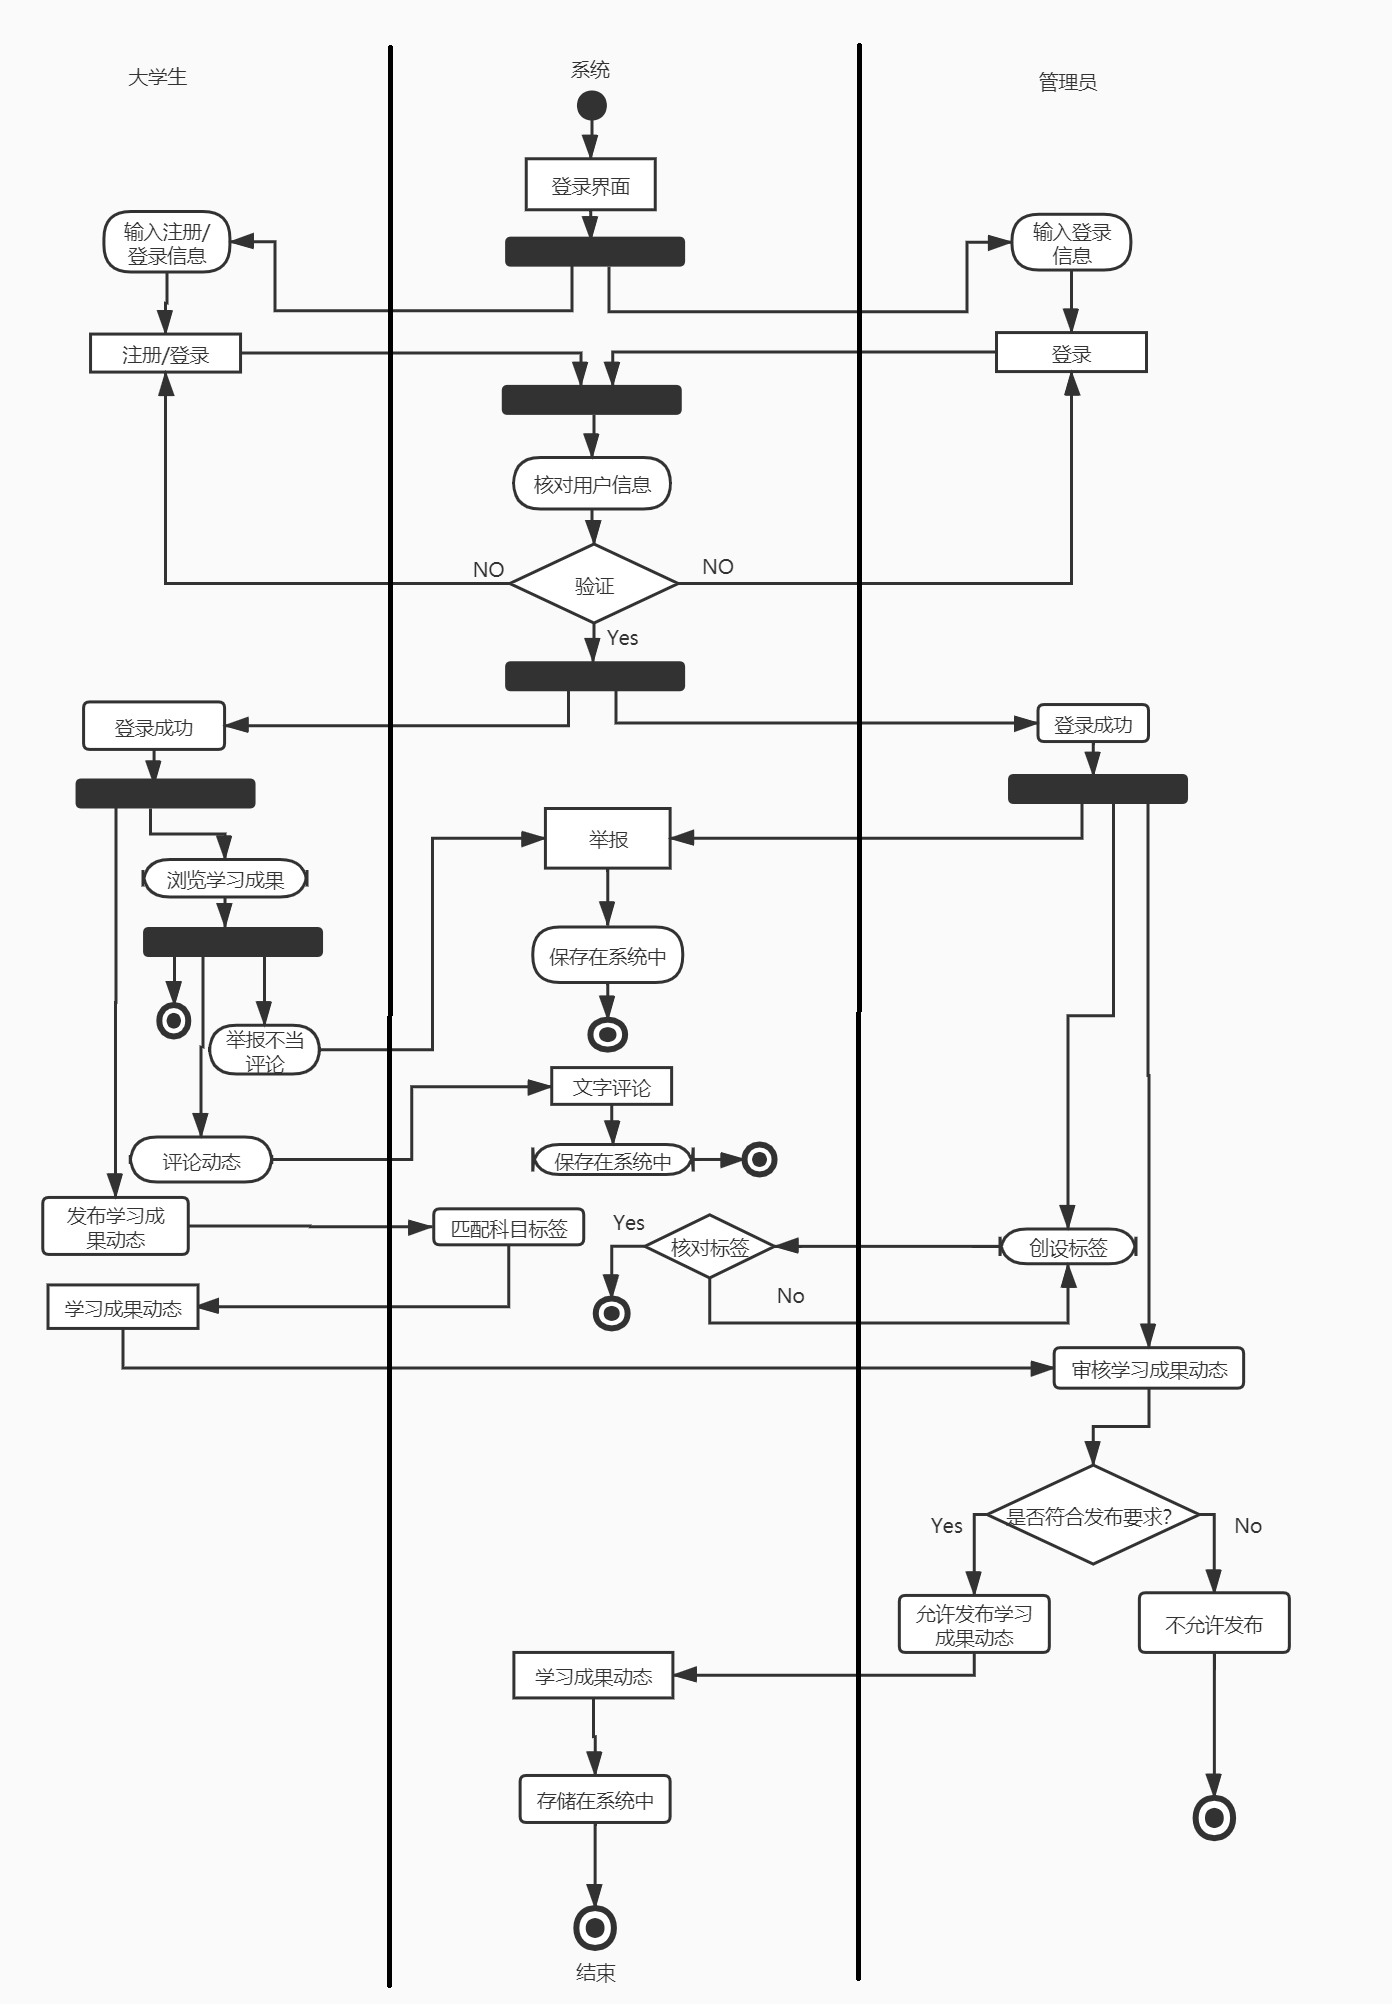 大学生
系统
管理员
登录界面
输入注册/
登录信息
输入登录
信息
注册/登录
登录
核对用户信息
NO
验证
NO
Yes
登录成功
登录成功
举报
浏览学习成果
保存在系统中
举报不当
评论
文字评论
评论动态
保存在系统中
发布学习成
果动态
匹配科目标签
Yes
核对标签
创设标签
学习成果动态
No
审核学习成果动态
是否符合发布要求?
Yes
No
允许发布学习
成果动态
不允许发布
学习成果动态
存储在系统中
结束